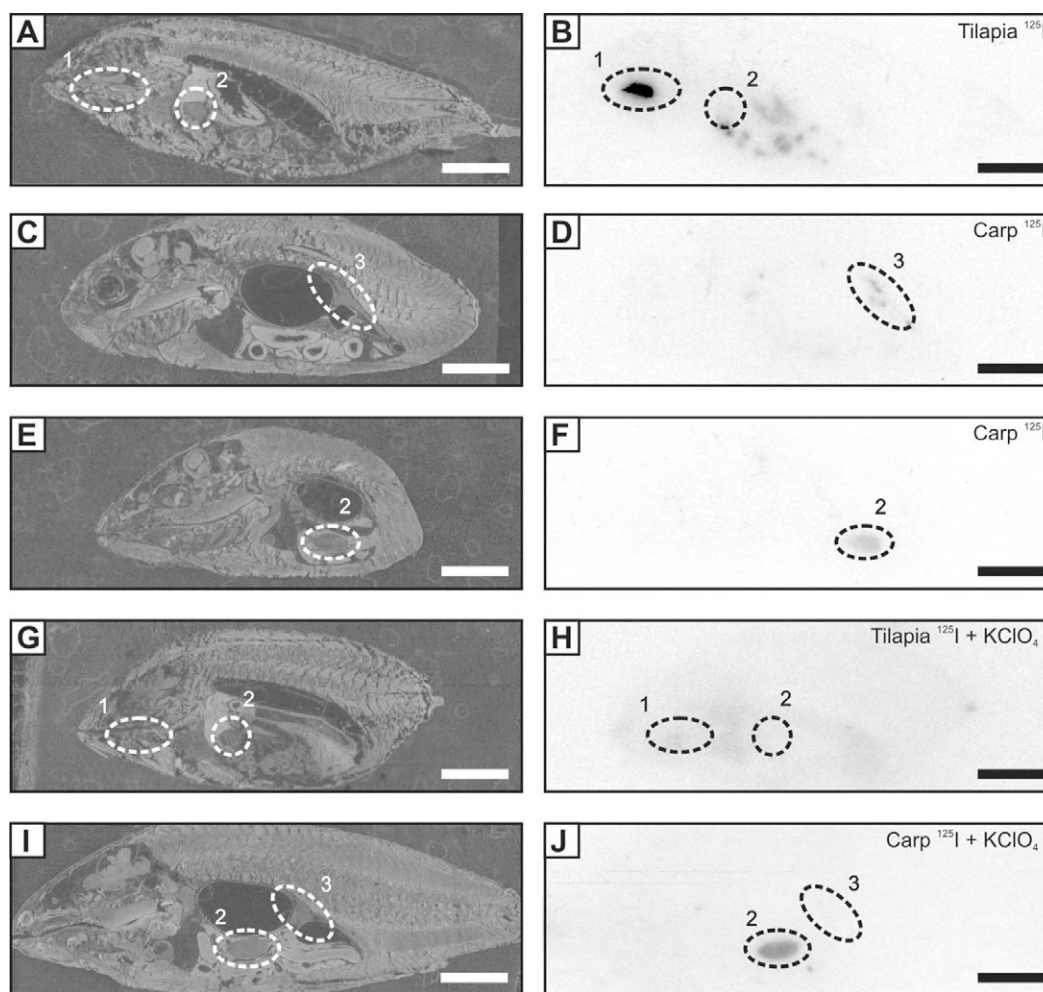 A
1
2
B
Tilapia ¹²⁵I
1
2
C
3
D
Carp ¹²⁵I
3
E
2
F
Carp ¹²⁵I
2
G
1
2
H
Tilapia ¹²⁵I + KClO₄
1
2
I
2
3
J
Carp ¹²⁵I + KClO₄
2
3